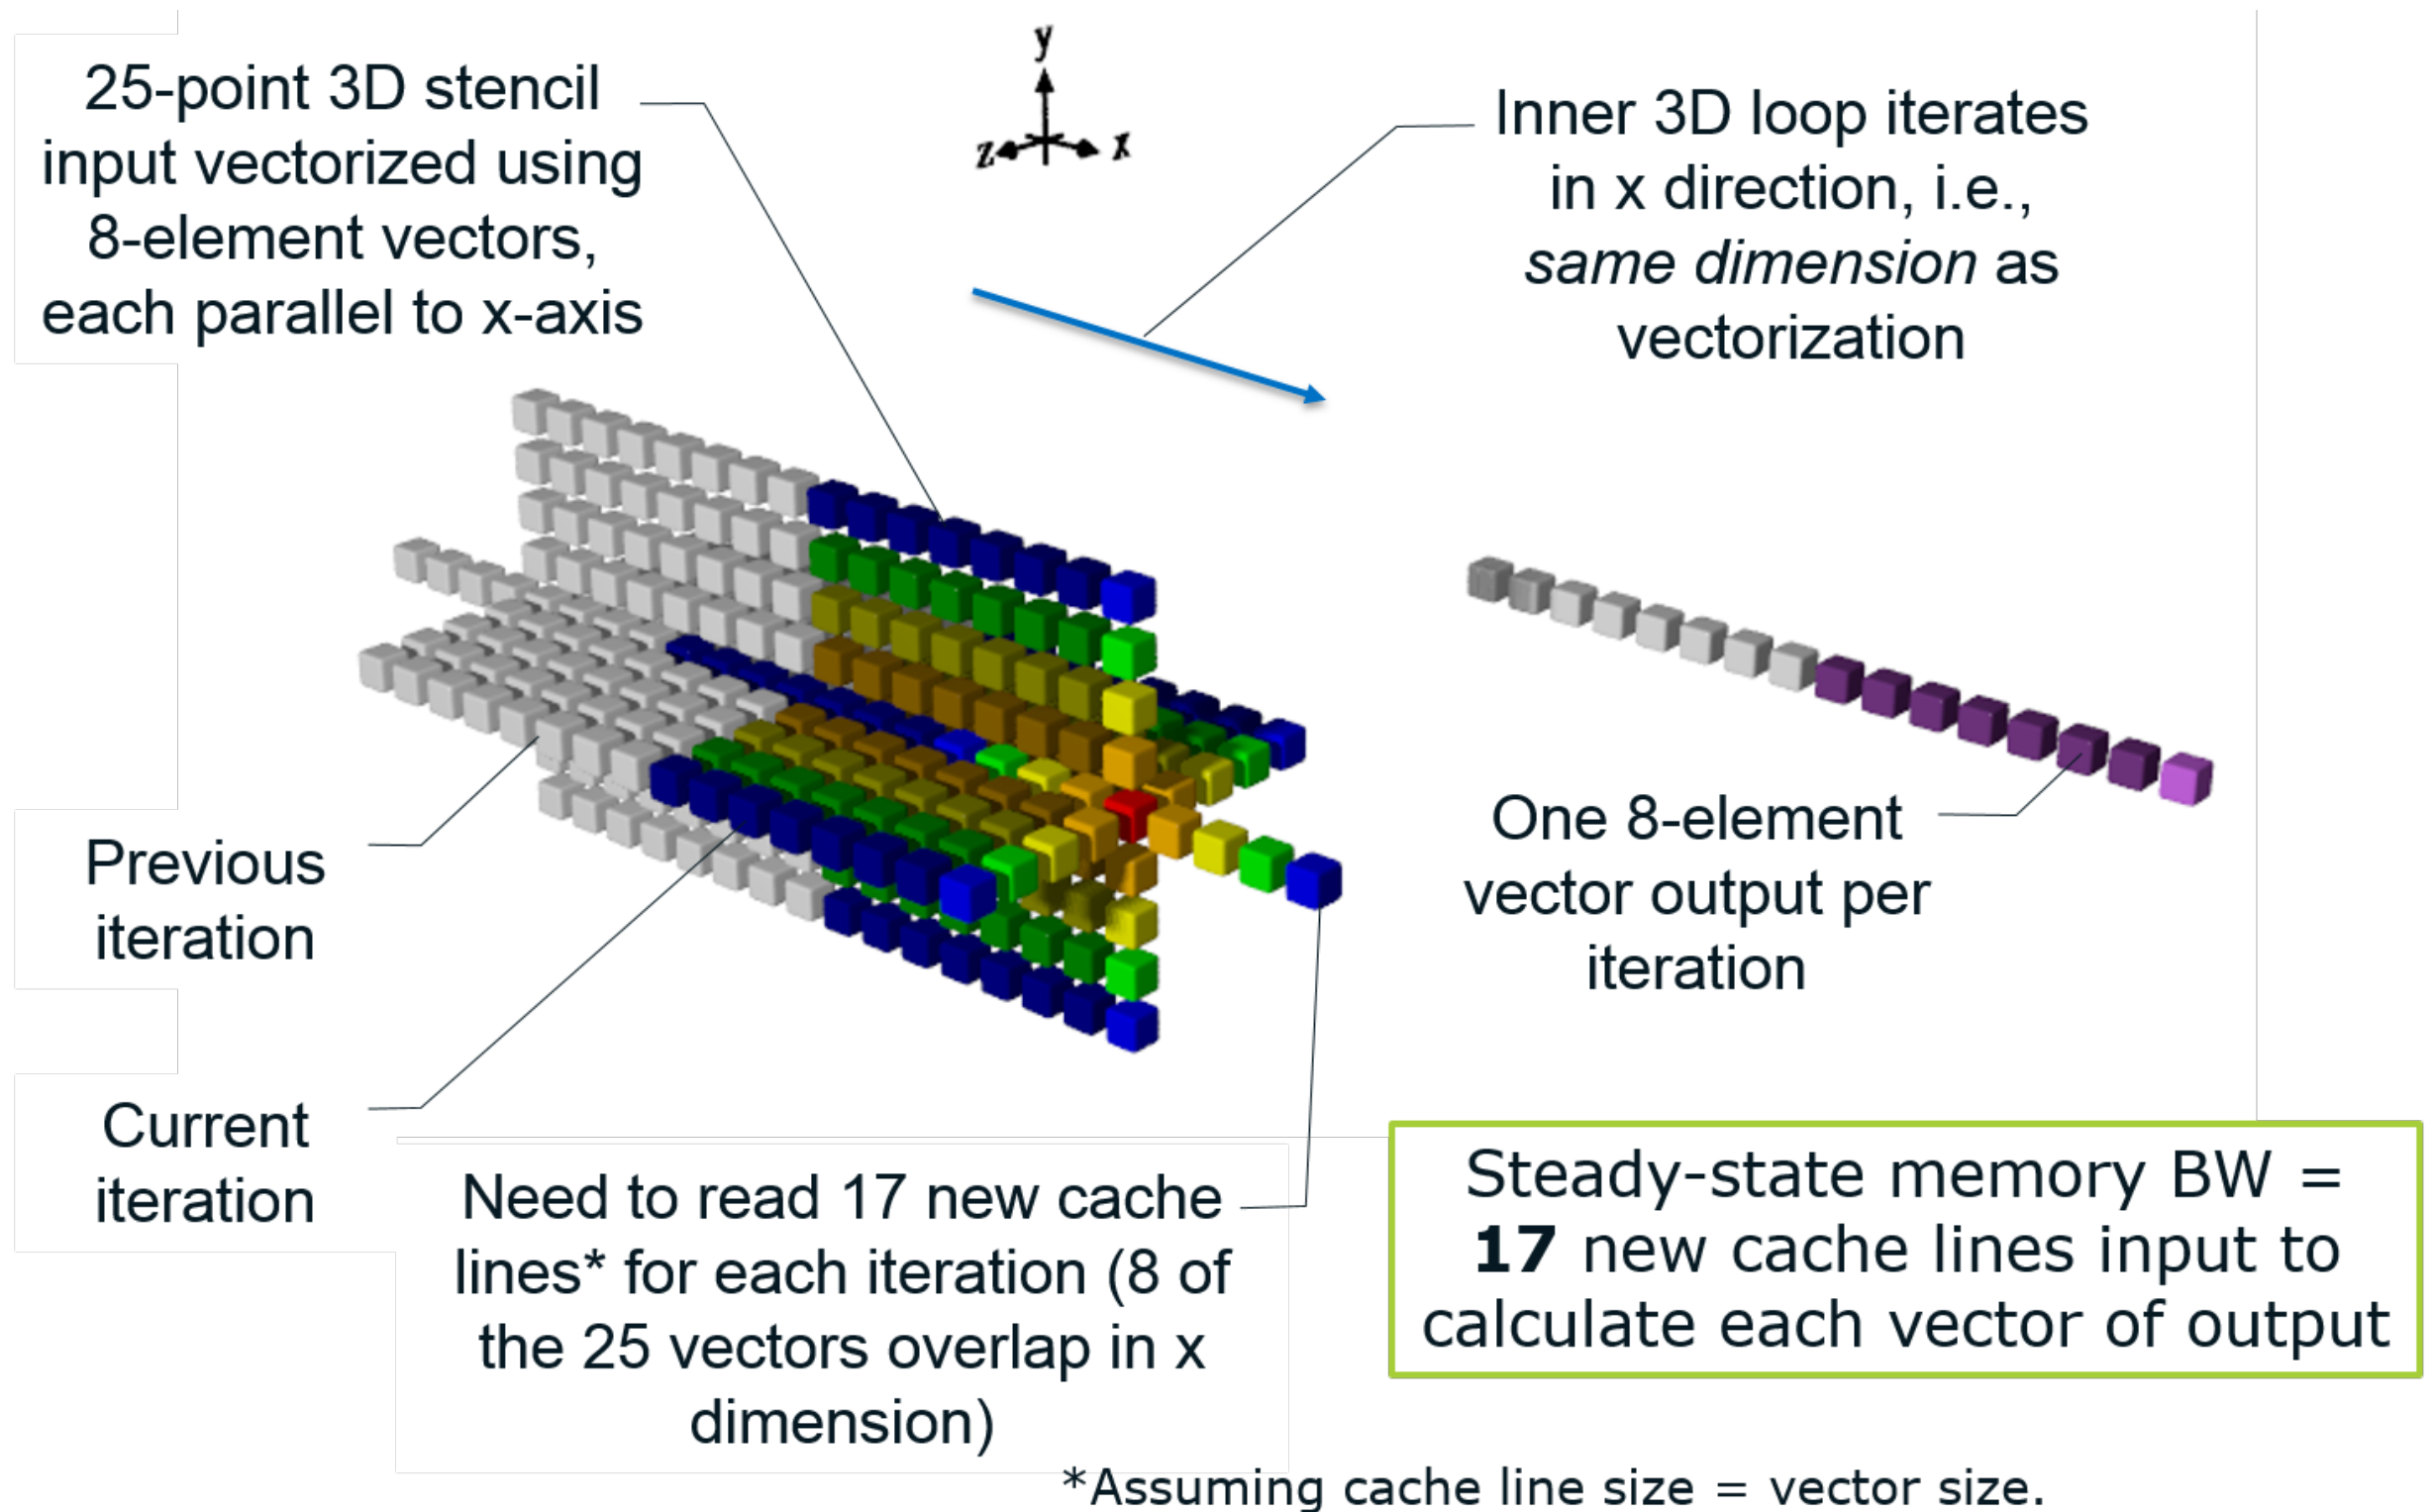 25-point 3D stencil
input vectorized using
8-element vectors,
each parallel to x-axis
y
z
x
Inner 3D loop iterates
in x direction, i.e.,
same dimension as
vectorization
Previous
iteration
One 8-element
vector output per
iteration
Current
iteration
Need to read 17 new cache
lines* for each iteration (8 of
the 25 vectors overlap in x
dimension)
Steady-state memory BW =
17 new cache lines input to
calculate each vector of output
*Assuming cache line size = vector size.